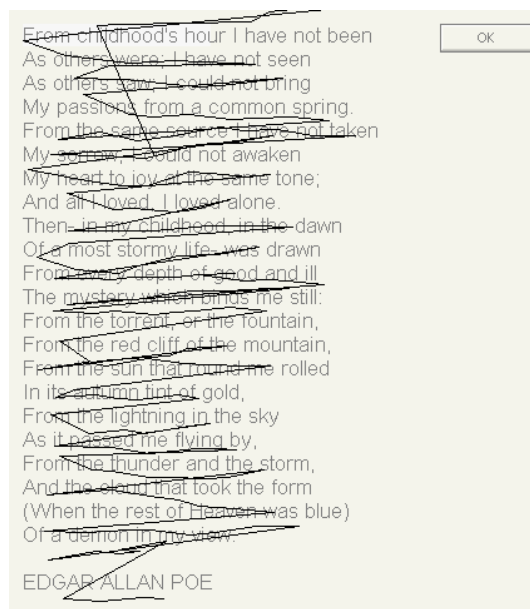 From childhood's hour I have not been
OK
As others were; I have not seen
As others saw; I could not bring
My passions from a common spring.
From the same source I have not taken
My sorrow; I could not awaken
My heart to joy at the same tone;
And all I loved, I loved alone.
Then- in my childhood, in the dawn
Of a most stormy life- was drawn
From every depth of good and ill
The mystery which binds me still:
From the torrent, or the fountain,
From the red cliff of the mountain,
From the sun that round me rolled
In its autumn tint of gold,
From the lightning in the sky
As it passed me flying by,
From the thunder and the storm,
And the cloud that took the form
(When the rest of Heaven was blue)
Of a demon in my view.
EDGAR ALLAN POE